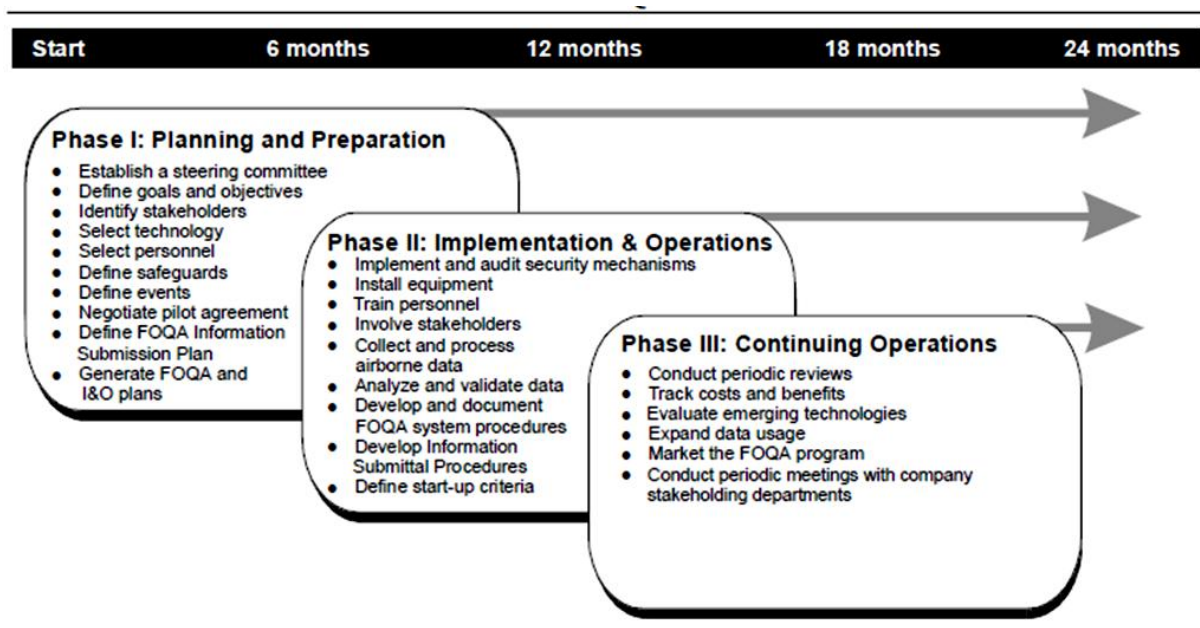 Start 6 months 12 months 18 months 24 months
Phase I: Planning and Preparation
● Establish a steering committee
● Define goals and objectives
● Identify stakeholders
● Select technology
● Select personnel
● Define safeguards
● Define events
● Negotiate pilot agreement
● Define FOQA Information
Submission Plan
● Generate FOQA and
I&O plans
Phase II: Implementation & Operations
● Implement and audit security mechanisms
● Install equipment
● Train personnel
● Involve stakeholders
● Collect and process
airborne data
● Analyze and validate data
● Develop and document
FOQA system procedures
● Develop Information
Submittal Procedures
● Define start-up criteria
Phase III: Continuing Operations
● Conduct periodic reviews
● Track costs and benefits
● Evaluate emerging technologies
● Expand data usage
● Market the FOQA program
● Conduct periodic meetings with company
stakeholding departments